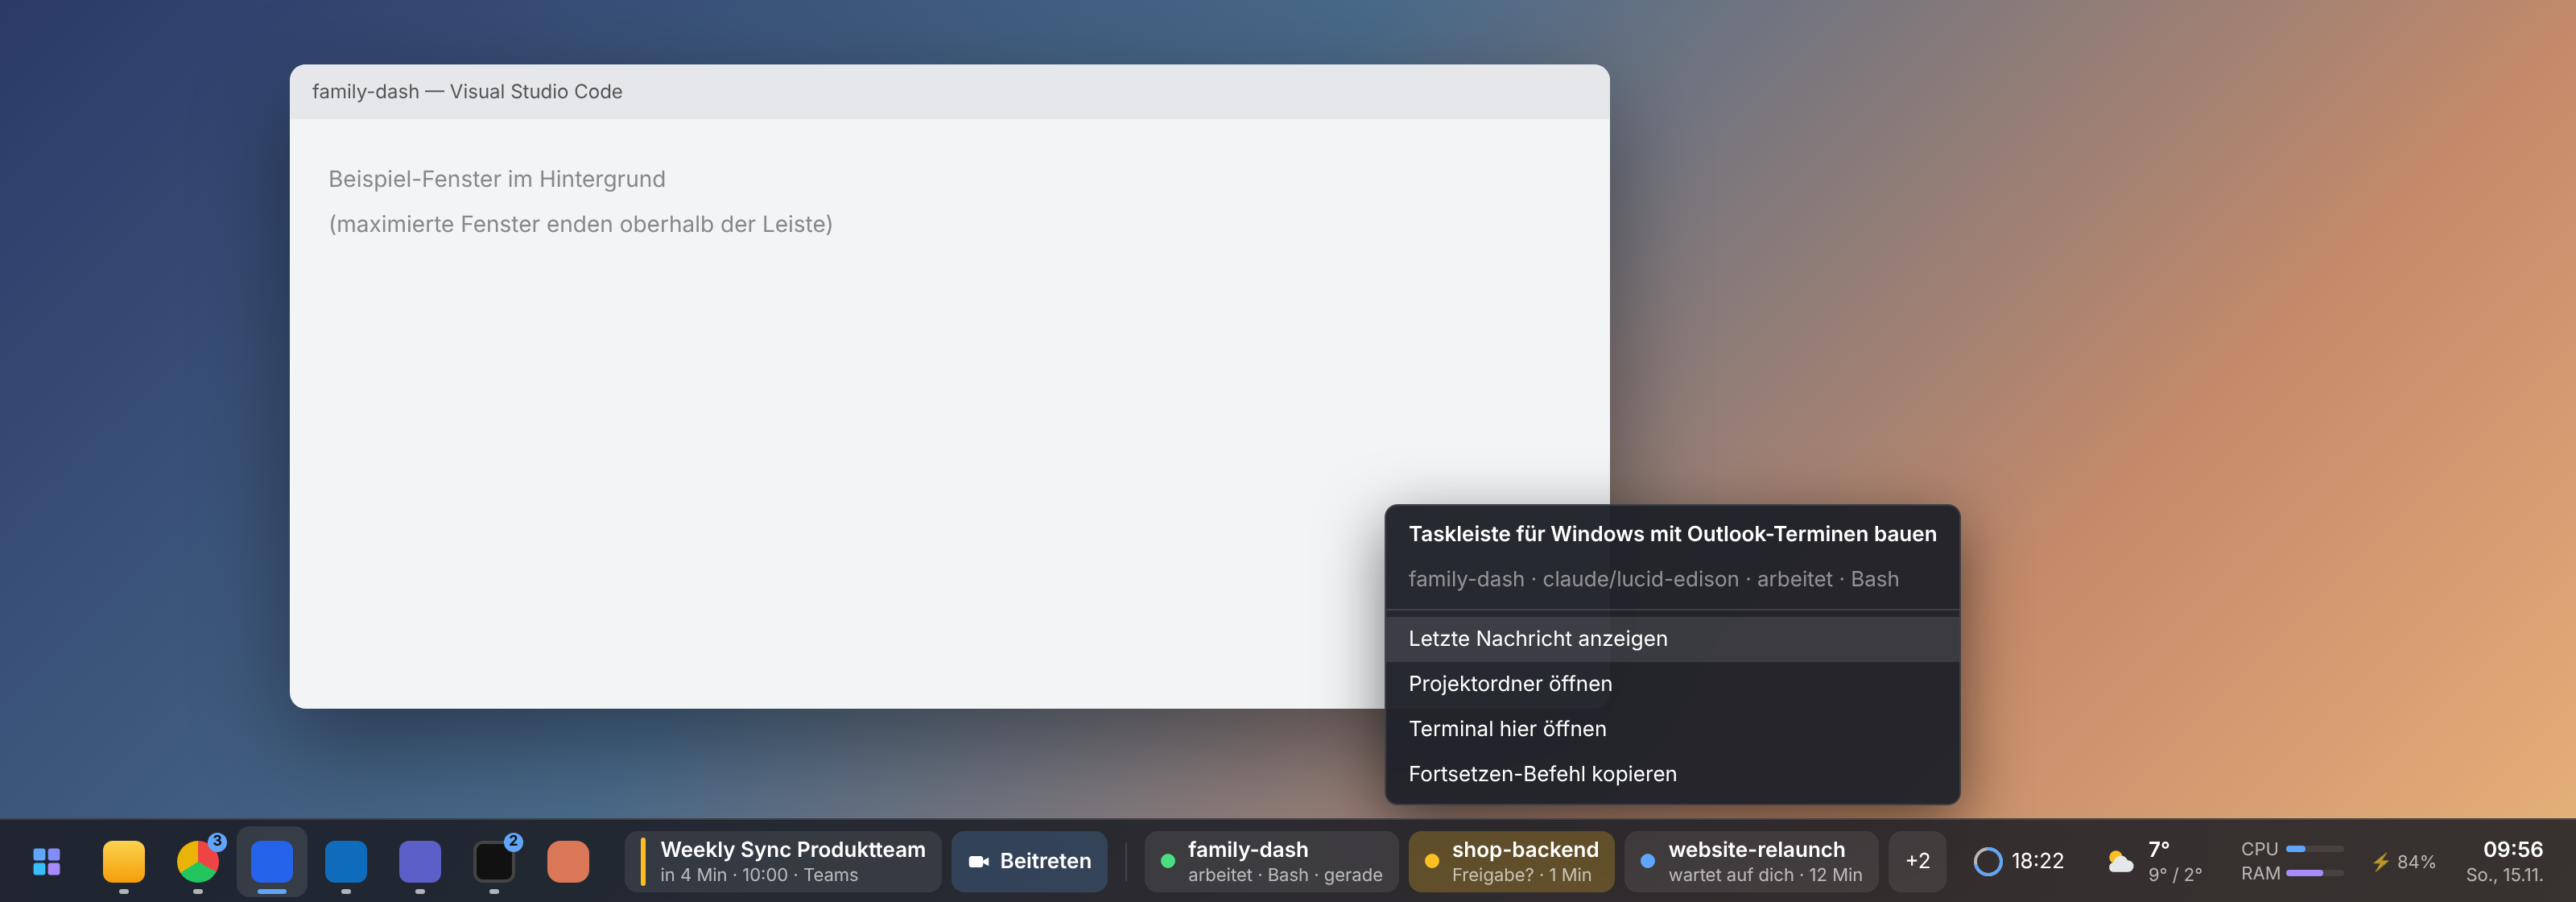 family-dash — Visual Studio Code
Beispiel-Fenster im Hintergrund
(maximierte Fenster enden oberhalb der Leiste)
Taskleiste für Windows mit Outlook-Terminen bauen
family-dash · claude/lucid-edison · arbeitet · Bash
Letzte Nachricht anzeigen
Projektordner öffnen
Terminal hier öffnen
Fortsetzen-Befehl kopieren
3
2
Weekly Sync Produktteam
in 4 Min · 10:00 · Teams
Beitreten
family-dash
arbeitet · Bash · gerade
shop-backend
Freigabe? · 1 Min
website-relaunch
wartet auf dich · 12 Min
+2
18:22
7°
9° / 2°
CPU
RAM
⚡ 84%
09:56
So., 15.11.